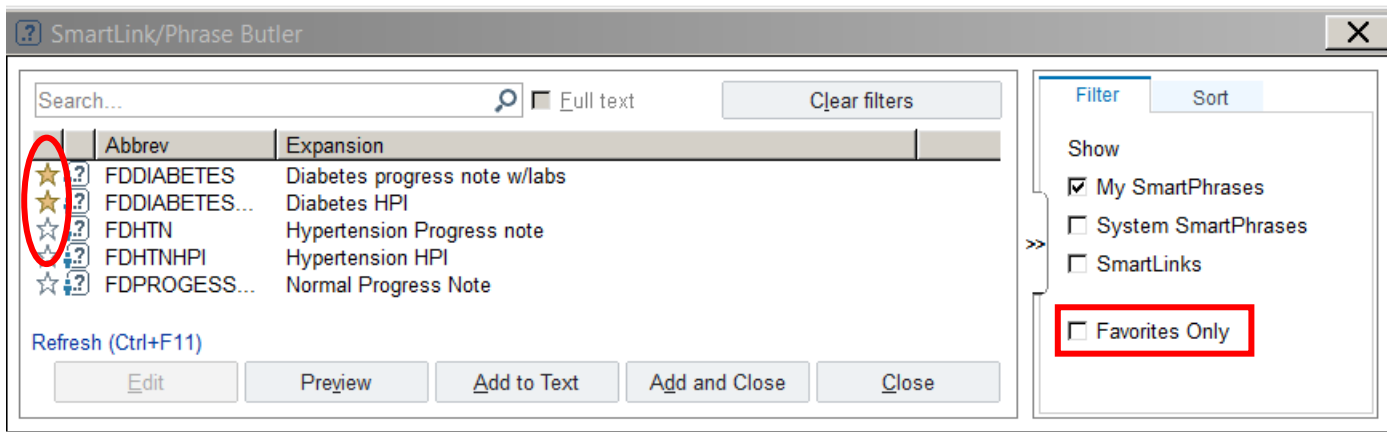 SmartLink/Phrase Butler
Search...
Full text
Clear filters
Abbrev Expansion
FDDIABETES Diabetes progress note w/labs
FDDIABETES... Diabetes HPI
FDHTN Hypertension Progress note
FDHTNHPI Hypertension HPI
FDPROGESS... Normal Progress Note
Refresh (Ctrl+F11)
Edit Preview Add to Text Add and Close Close
>>
Filter Sort
Show
My SmartPhrases
System SmartPhrases
SmartLinks
Favorites Only